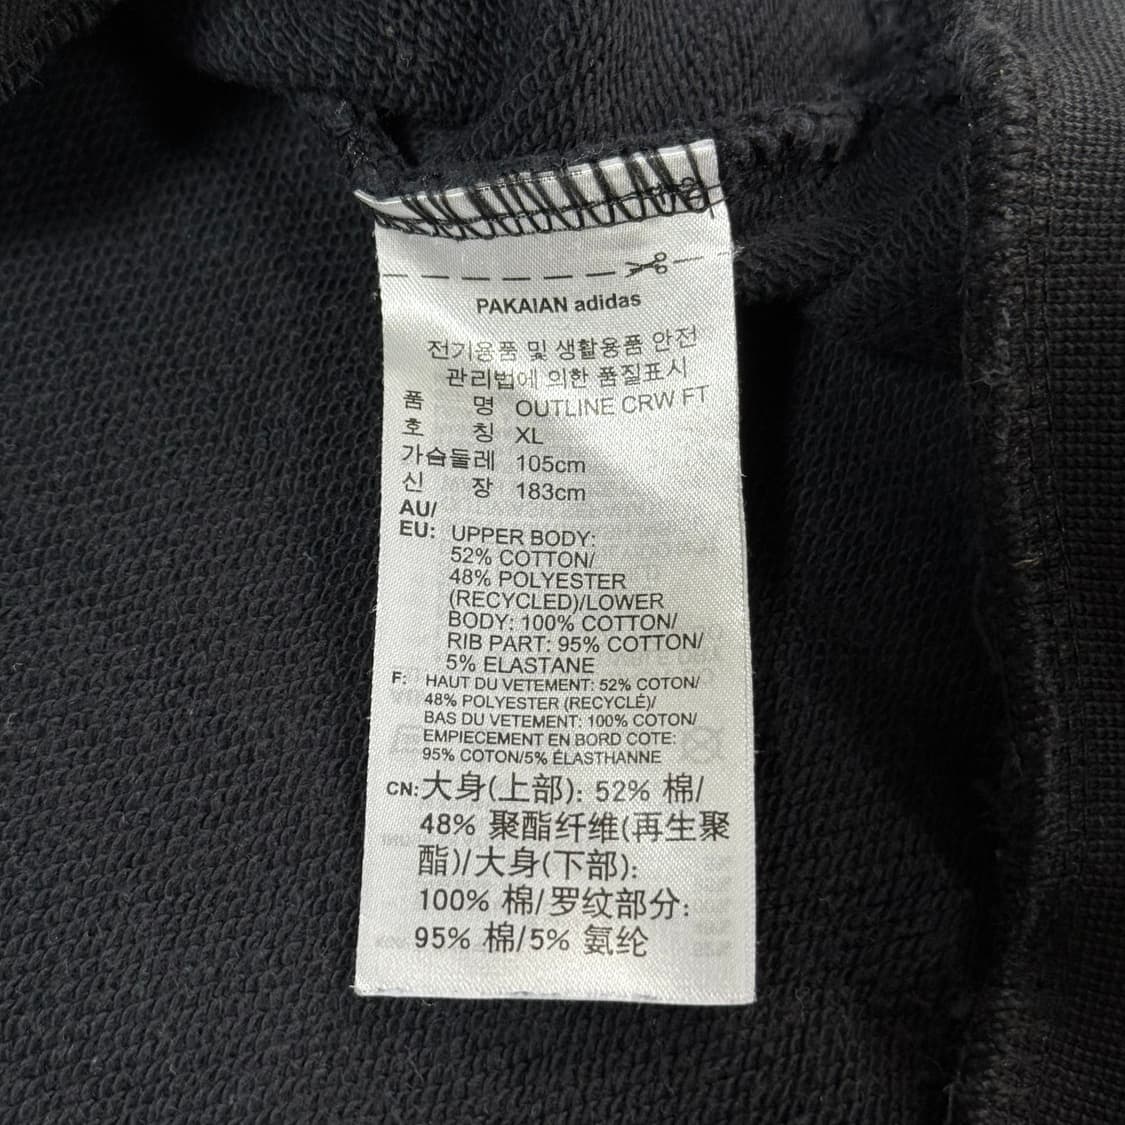 PAKAIAN adidas
전기용품 및 생활용품 안전
관리법에 의한 품질표시
품 명 OUTLINE CRW FT
호 칭 XL
가슴둘레 105cm
신 장 183cm
AU/
EU: UPPER BODY:
52% COTTON/
48% POLYESTER
(RECYCLED)/LOWER
BODY: 100% COTTON/
RIB PART: 95% COTTON/
5% ELASTANE
F: HAUT DU VETEMENT: 52% COTON/
48% POLYESTER (RECYCLÉ)/
BAS DU VETEMENT: 100% COTON/
EMPIECEMENT EN BORD COTE:
95% COTON/5% ÉLASTHANNE
CN: 大身(上部): 52% 棉/
48% 聚酯纤维(再生聚
酯)/大身(下部):
100% 棉/罗纹部分:
95% 棉/5% 氨纶